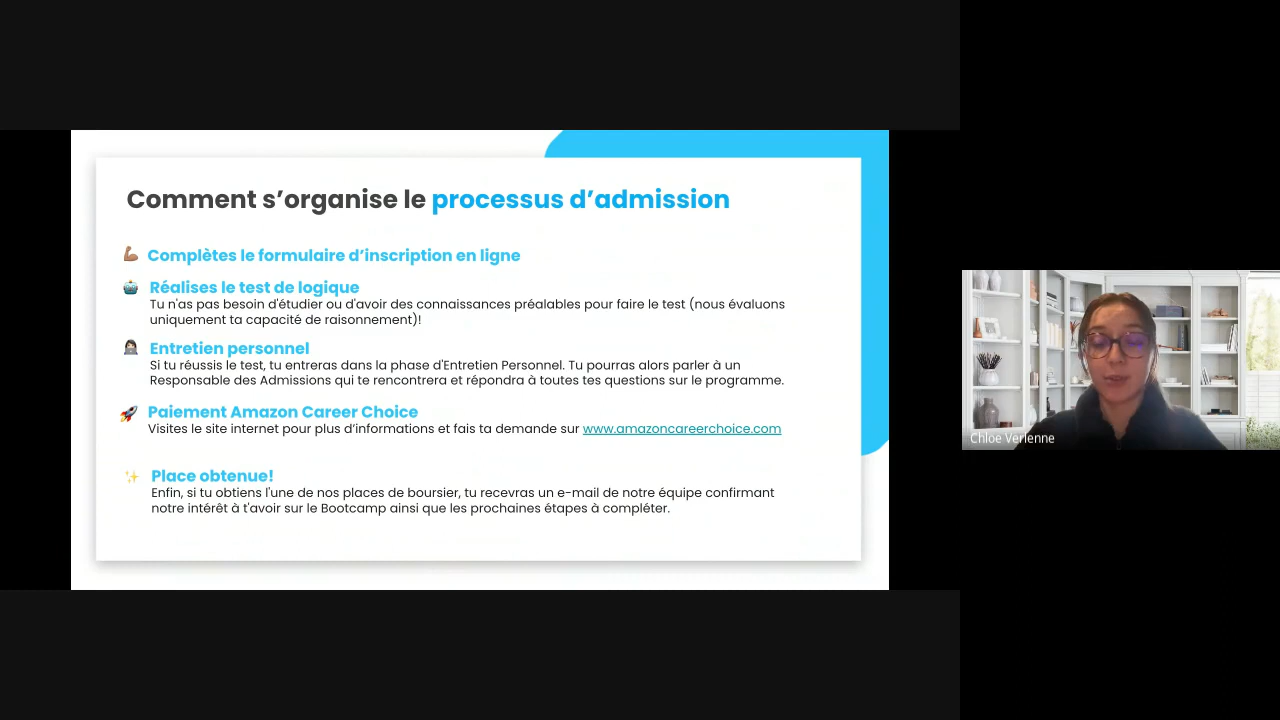 Comment s’organise le processus d’admission
Complètes le formulaire d’inscription en ligne
Réalises le test de logique
Tu n'as pas besoin d'étudier ou d'avoir des connaissances préalables pour faire le test (nous évaluons
uniquement ta capacité de raisonnement)!
Entretien personnel
Si tu réussis le test, tu entreras dans la phase d'Entretien Personnel. Tu pourras alors parler à un
Responsable des Admissions qui te rencontrera et répondra à toutes tes questions sur le programme.
Paiement Amazon Career Choice
Visites le site internet pour plus d’informations et fais ta demande sur www.amazoncareerchoice.com
Place obtenue!
Enfin, si tu obtiens l'une de nos places de boursier, tu recevras un e-mail de notre équipe confirmant
notre intérêt à t'avoir sur le Bootcamp ainsi que les prochaines étapes à compléter.
Chloe Verienne